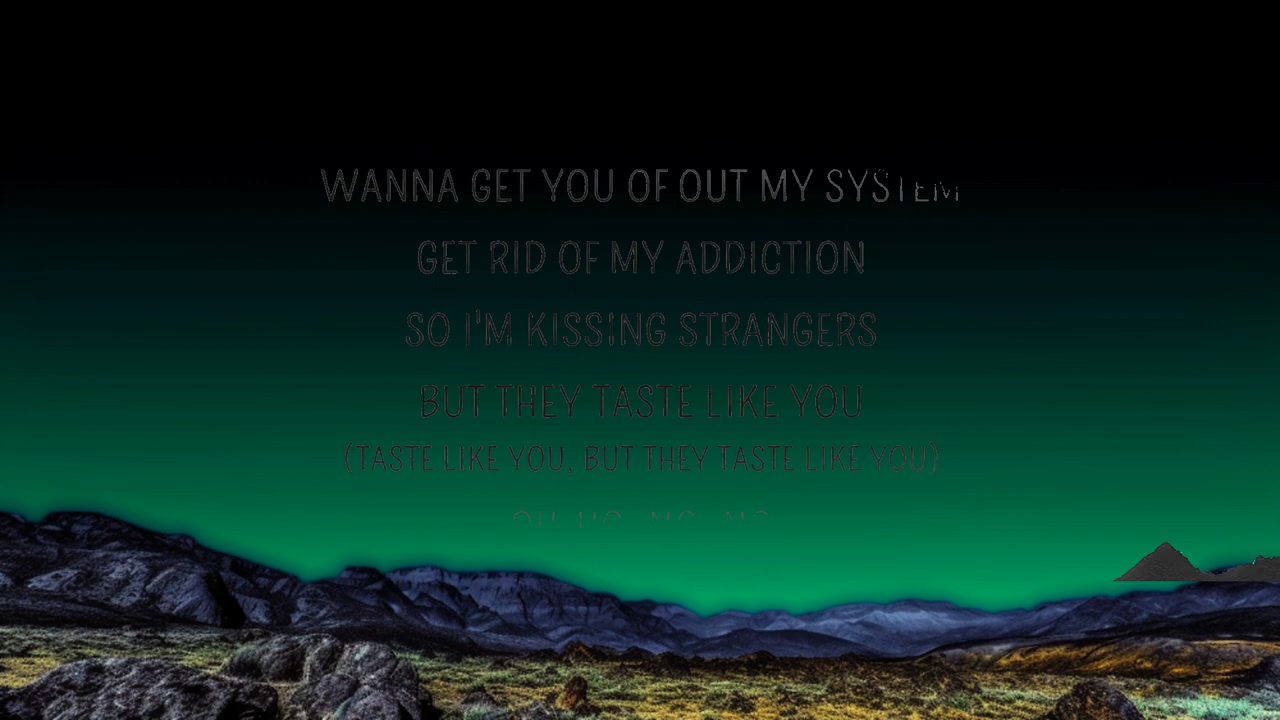 WANNA GET YOU OF OUT MY SYSTEM
GET RID OF MY ADDICTION
SO I'M KISSING STRANGERS
BUT THEY TASTE LIKE YOU
(TASTE LIKE YOU, BUT THEY TASTE LIKE YOU)